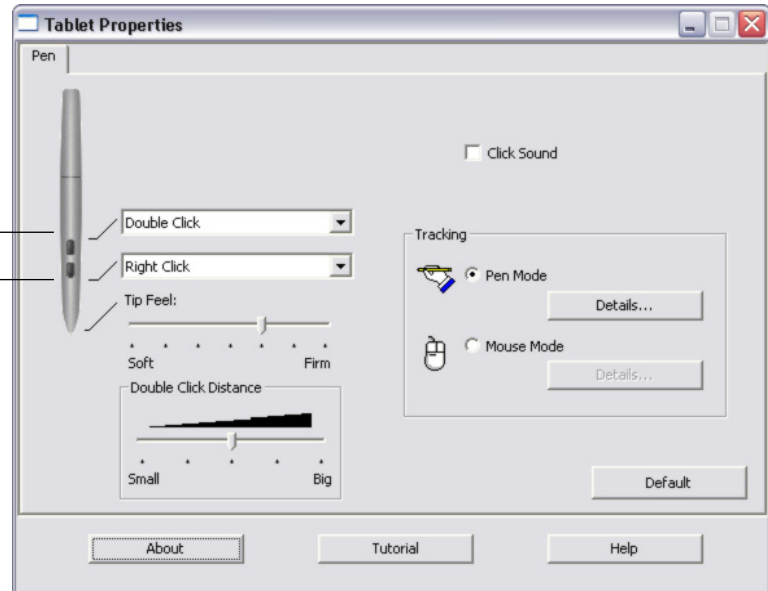 Tablet Properties
Pen
Click Sound
Double Click
Right Click
Tip Feel:
Soft Firm
Double Click Distance
Small Big
Tracking
Pen Mode
Details...
Mouse Mode
Details...
Default
About Tutorial Help